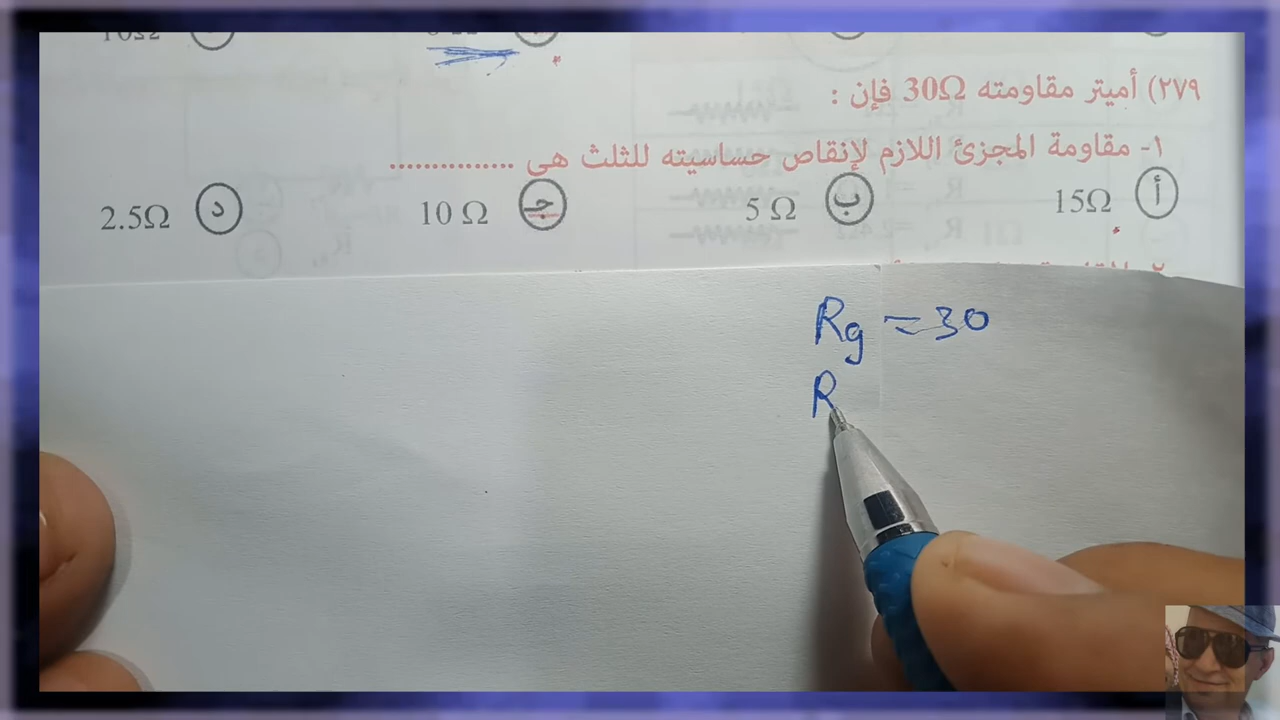 ٢٧٩) أميتر مقاومته 30Ω فإن :
١- مقاومة المجزئ اللازم لإنقاص حساسيته للثلث هى ...............
أ 15Ω ب 5 Ω جـ 10 Ω د 2.5Ω
Rg = 30
R